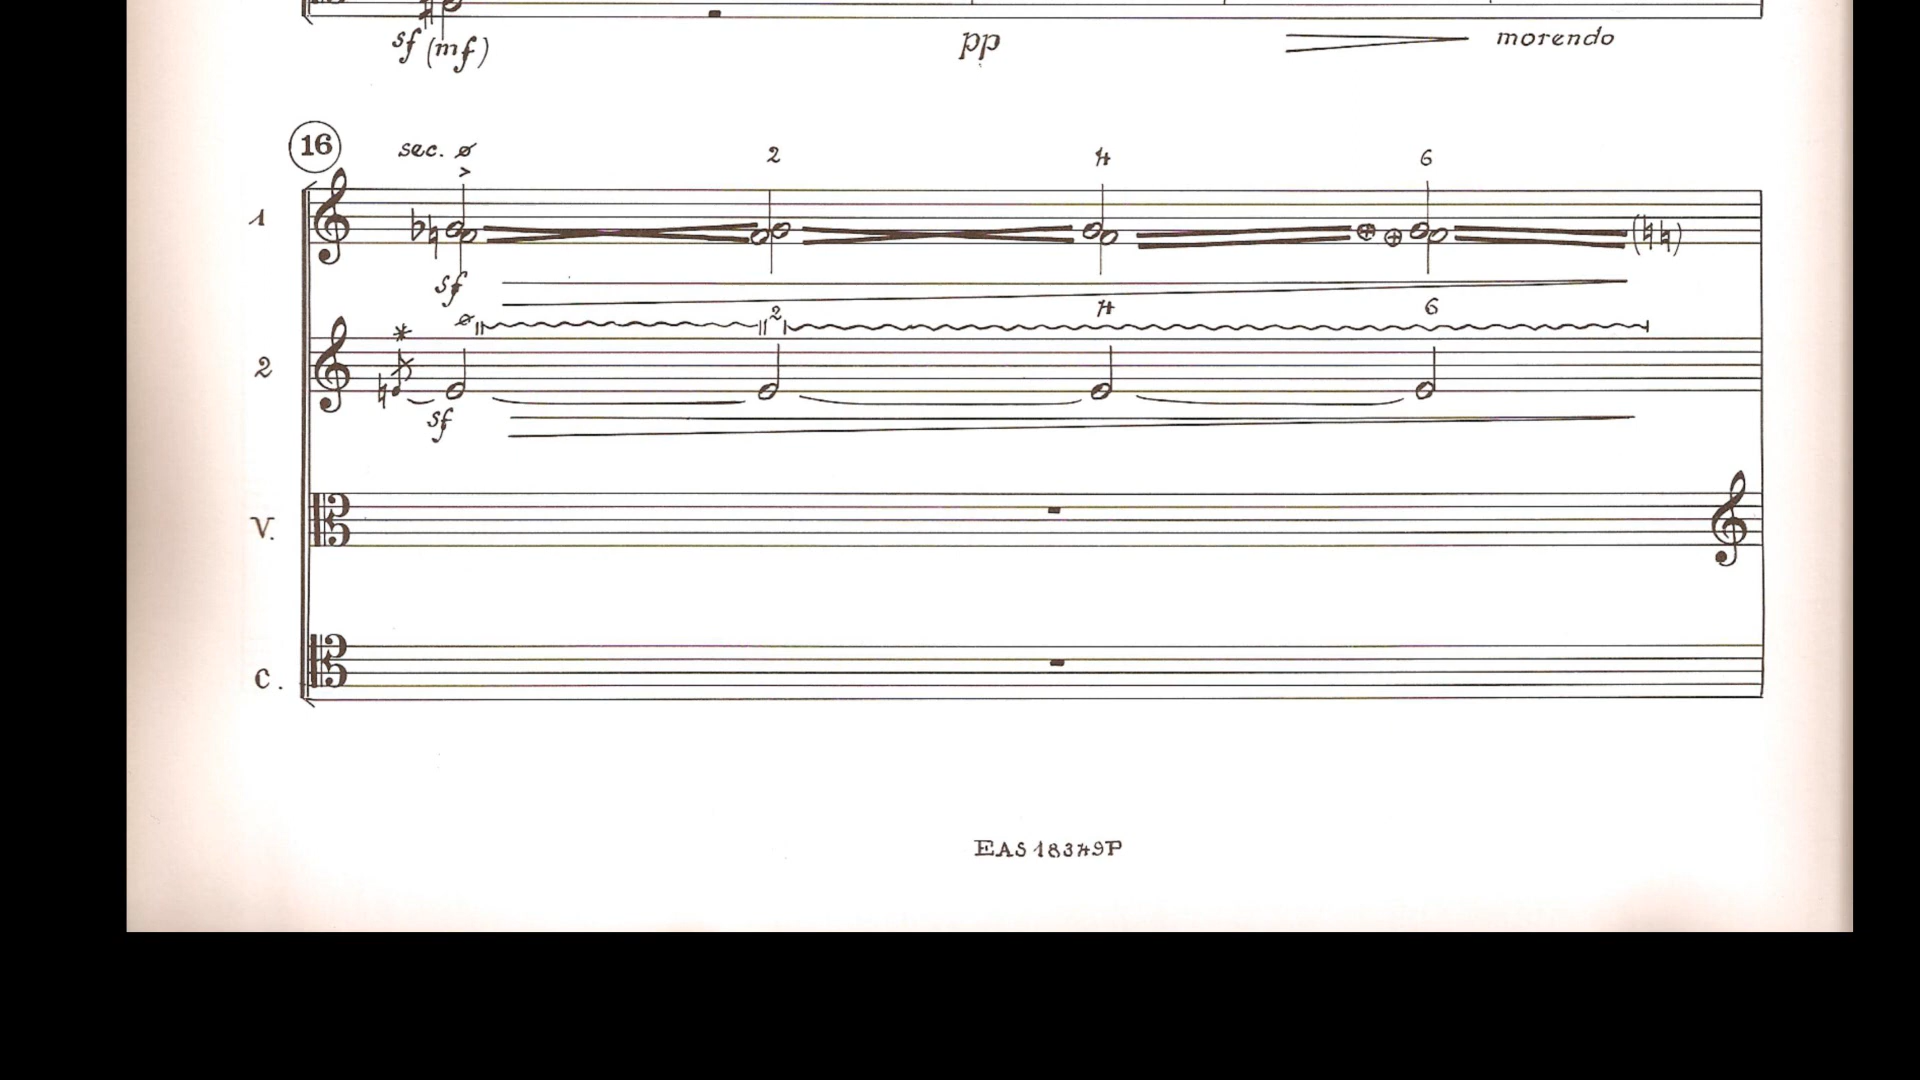 sf (mf) pp morendo
16 sec. ø 2 4 6
1
sf
ø 2 4 6
2 *
sf
V.
C.
EAS 18349P